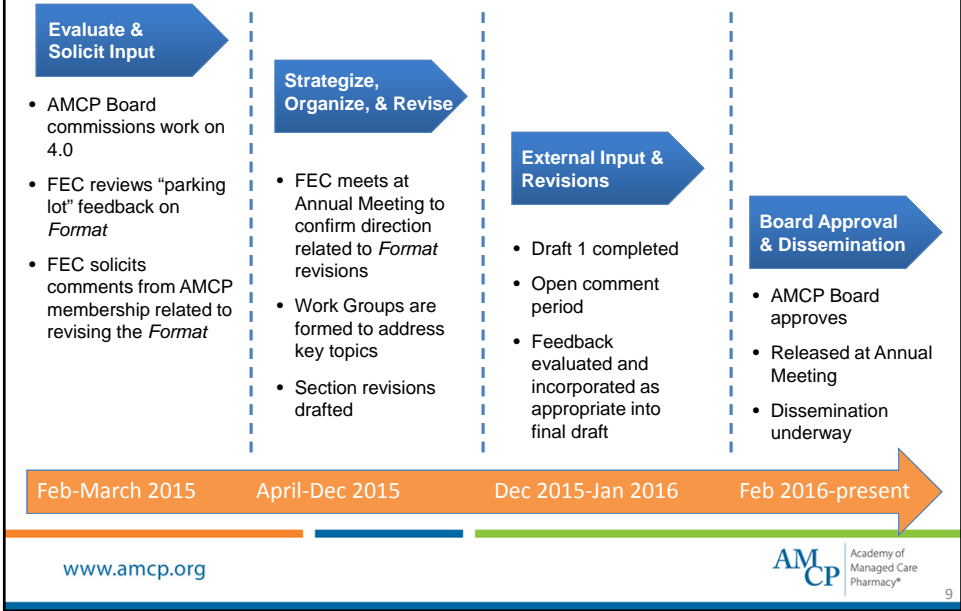 Evaluate &
Solicit Input
• AMCP Board
commissions work on
4.0
• FEC reviews “parking
lot” feedback on
Format
• FEC solicits
comments from AMCP
membership related to
revising the Format
Strategize,
Organize, & Revise
• FEC meets at
Annual Meeting to
confirm direction
related to Format
revisions
• Work Groups are
formed to address
key topics
• Section revisions
drafted
External Input &
Revisions
• Draft 1 completed
• Open comment
period
• Feedback
evaluated and
incorporated as
appropriate into
final draft
Board Approval
& Dissemination
• AMCP Board
approves
• Released at Annual
Meeting
• Dissemination
underway
Feb-March 2015
April-Dec 2015
Dec 2015-Jan 2016
Feb 2016-present
www.amcp.org
AMCP
Academy of
Managed Care
Pharmacy®
9